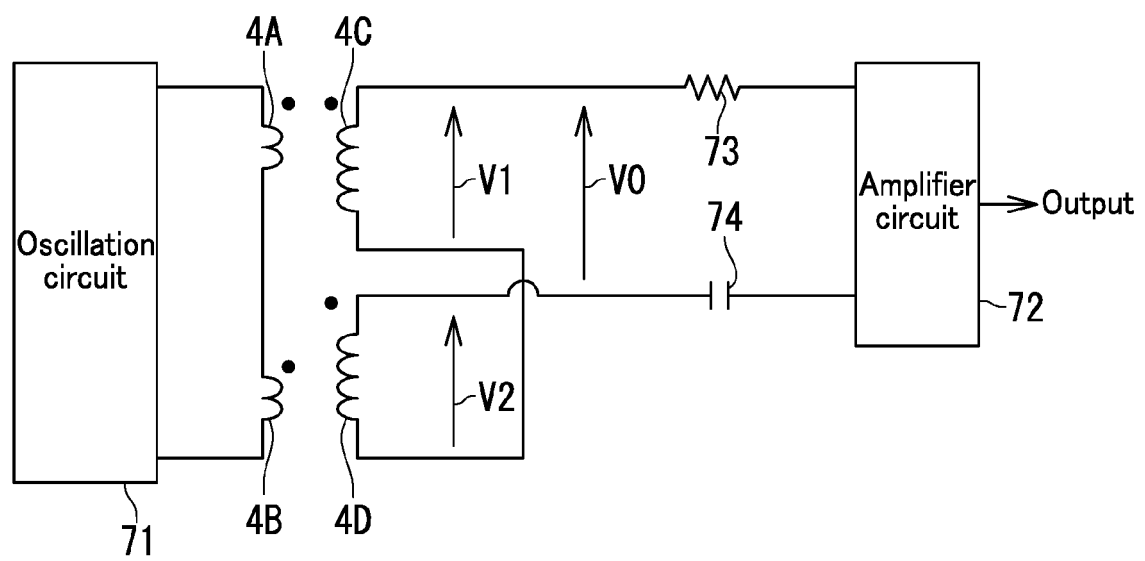 4A
4C
V1
V0
73
74
Oscillation
circuit
Amplifier
circuit
Output
V2
72
71
4B
4D